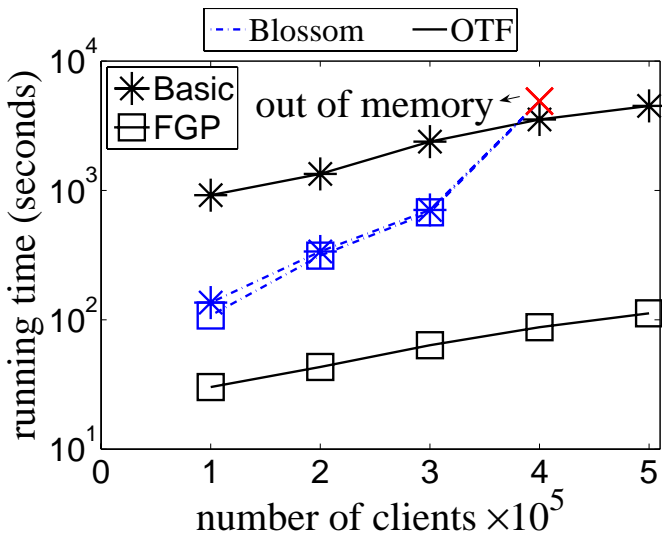 Blossom OTF
10^4
Basic
FGP
out of memory
10^3
10^2
10^1
running time (seconds)
0 1 2 3 4 5
number of clients ×10^5